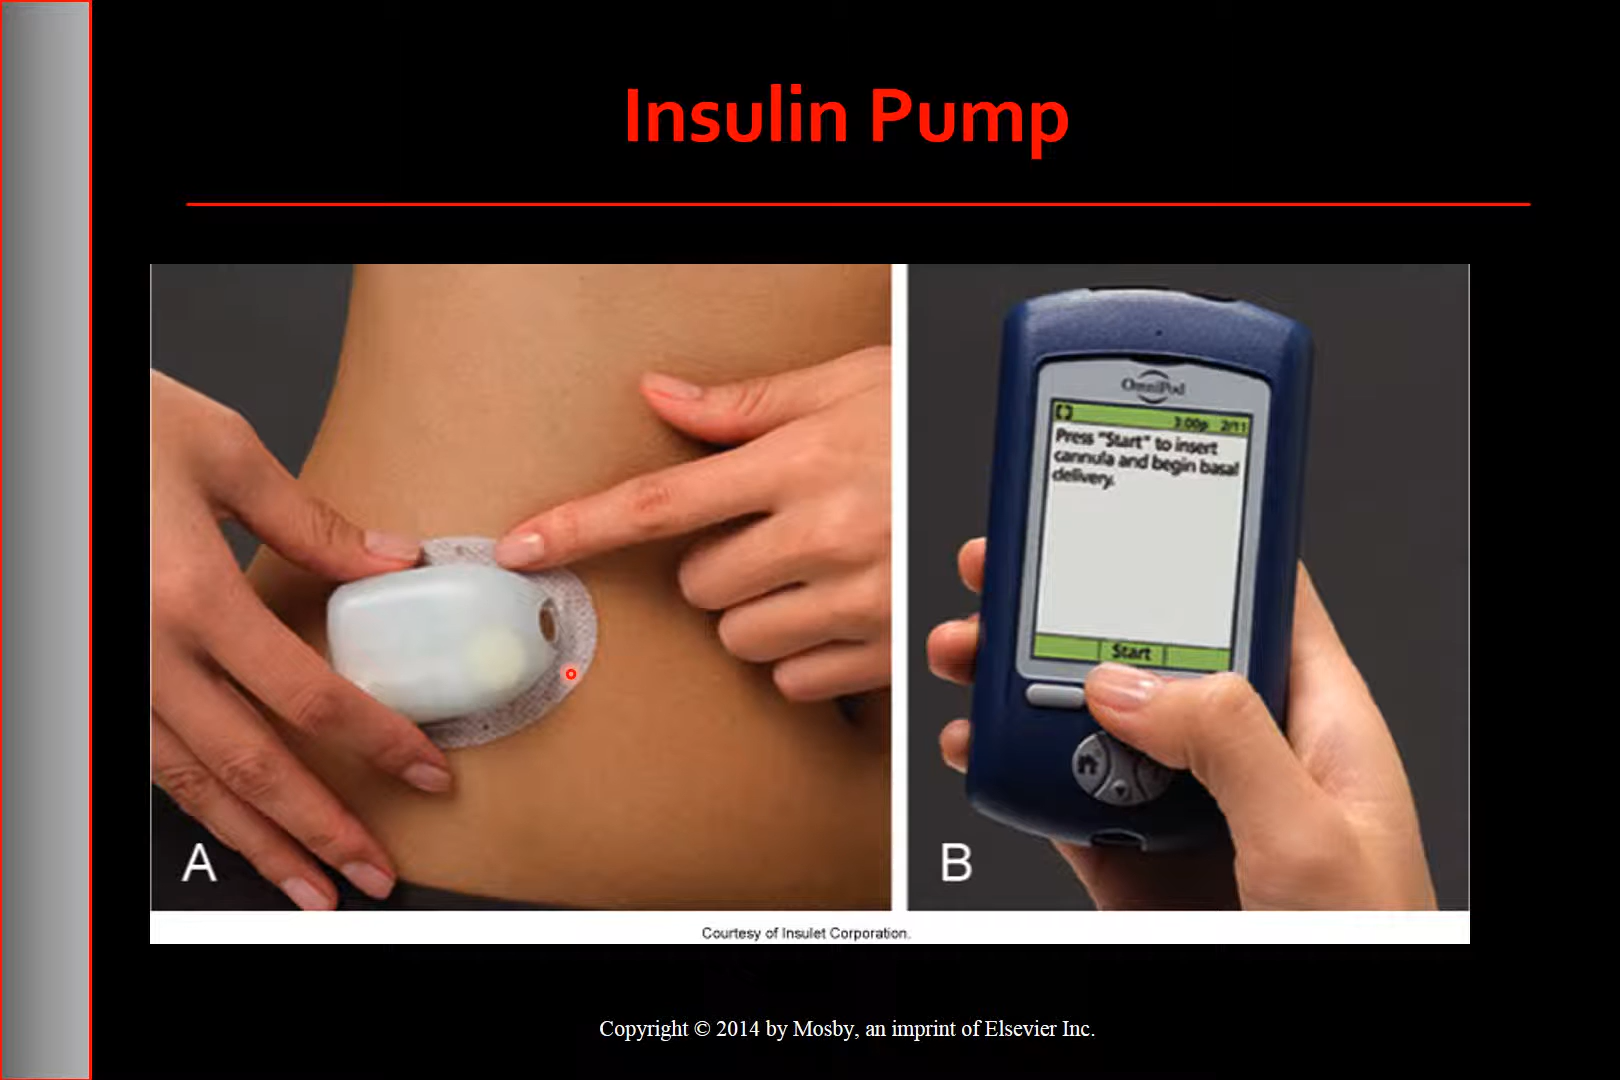 Insulin Pump
OmniPod
3:00p 2/11
Press "Start" to insert
cannula and begin basal
delivery.
Start
A
B
Courtesy of Insulet Corporation.
Copyright © 2014 by Mosby, an imprint of Elsevier Inc.